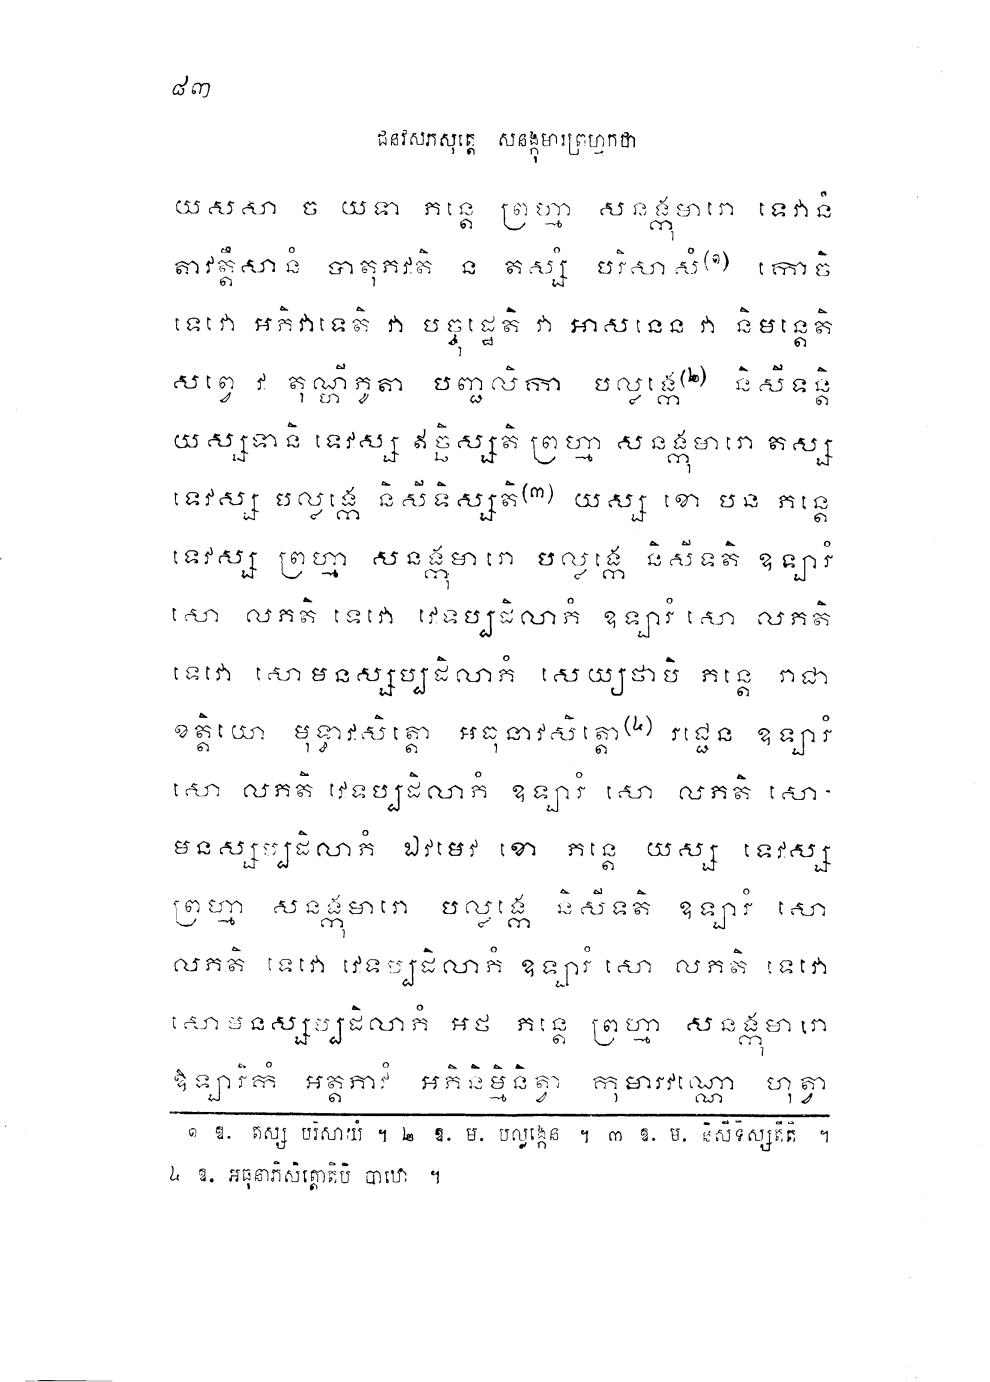 ៨៣
ជនវសភសុត្តេ សនង្កុមារព្រហ្មកថា
យសសា ច យទា ភន្តេ ព្រហ្មា សនង្កុមារោ ទេវានំ
តាវត្តឹសានំ បាតុភវតិ ន តស្សំ បរិសាសំ(១) កោចិ
ទេវោ អភិវាទេតិ វា បច្ចុដ្ឋេតិ វា អាសនេន វា និមន្តេតិ
សព្វេ វ តុណ្ហីភូតា បញ្ជលិកា បល្លង្កេ(២) និសីទន្តិ
យស្សទានិ ទេវស្ស ឥច្ឆិស្សតិ ព្រហ្មា សនង្កុមារោ តស្ស
ទេវស្ស បល្លង្កេ និសីទិស្សតិ(៣) យស្ស ខោ បន ភន្តេ
ទេវស្ស ព្រហ្មា សនង្កុមារោ បល្លង្កេ និសីទតិ ឧឡារំ
សោ លភតិ ទេវោ វេទប្បដិលាភំ ឧឡារំ សោ លភតិ
ទេវោ សោមនស្សប្បដិលាភំ សេយ្យថាបិ ភន្តេ រាជា
ខត្តិយោ មុទ្ធាវសិត្តោ អធុនាវសិត្តោ(៤) រជ្ជេន ឧឡារំ
សោ លភតិ វេទប្បដិលាភំ ឧឡារំ សោ លភតិ សោ-
មនស្សប្បដិលាភំ ឯវមេវ ខោ ភន្តេ យស្ស ទេវស្ស
ព្រហ្មា សនង្កុមារោ បល្លង្កេ និសីទតិ ឧឡារំ សោ
លភតិ ទេវោ វេទប្បដិលាភំ ឧឡារំ សោ លភតិ ទេវោ
សោមនស្សប្បដិលាភំ អថ ភន្តេ ព្រហ្មា សនង្កុមារោ
ឱឡារិកំ អត្តភាវំ អភិនិម្មិនិត្វា កុមារវណ្ណោ ហុត្វា
១ ឧ. តស្ស បរិសាយំ ។ ២ ឧ. ម. បល្លង្កេន ។ ៣ ឧ. ម. និសីទិស្សតីតិ ។
៤ ឧ. អធុនាភិសិត្តោតិបិ បាឋោ ។